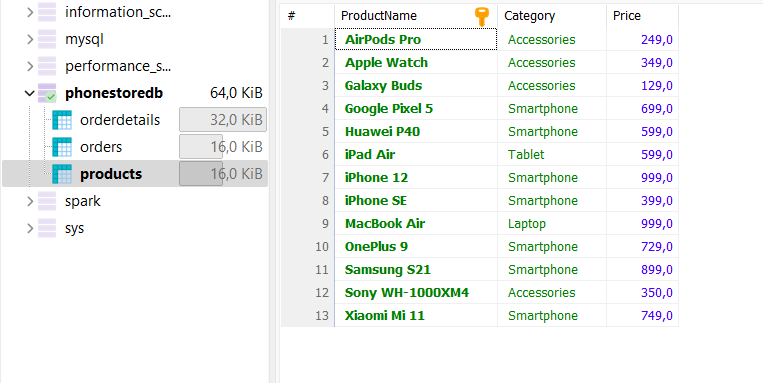 information_sc...
mysql
performance_s...
phonestoredb 64,0 KiB
orderdetails 32,0 KiB
orders 16,0 KiB
products 16,0 KiB
spark
sys
# ProductName Category Price
1 AirPods Pro Accessories 249,0
2 Apple Watch Accessories 349,0
3 Galaxy Buds Accessories 129,0
4 Google Pixel 5 Smartphone 699,0
5 Huawei P40 Smartphone 599,0
6 iPad Air Tablet 599,0
7 iPhone 12 Smartphone 999,0
8 iPhone SE Smartphone 399,0
9 MacBook Air Laptop 999,0
10 OnePlus 9 Smartphone 729,0
11 Samsung S21 Smartphone 899,0
12 Sony WH-1000XM4 Accessories 350,0
13 Xiaomi Mi 11 Smartphone 749,0